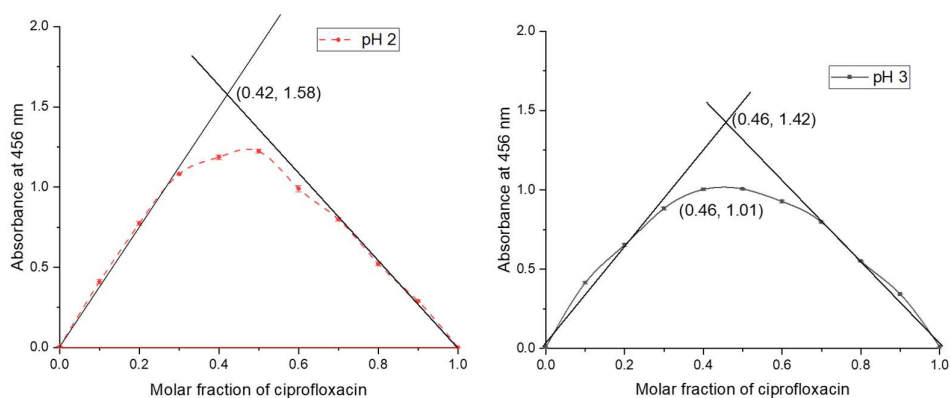 2.0
1.5
1.0
0.5
0.0
Absorbance at 456 nm
pH 2
(0.42, 1.58)
0.0 0.2 0.4 0.6 0.8 1.0
Molar fraction of ciprofloxacin
2.0
1.5
1.0
0.5
0.0
Absorbance at 456 nm
pH 3
(0.46, 1.42)
(0.46, 1.01)
0.0 0.2 0.4 0.6 0.8 1.0
Molar fraction of ciprofloxacin